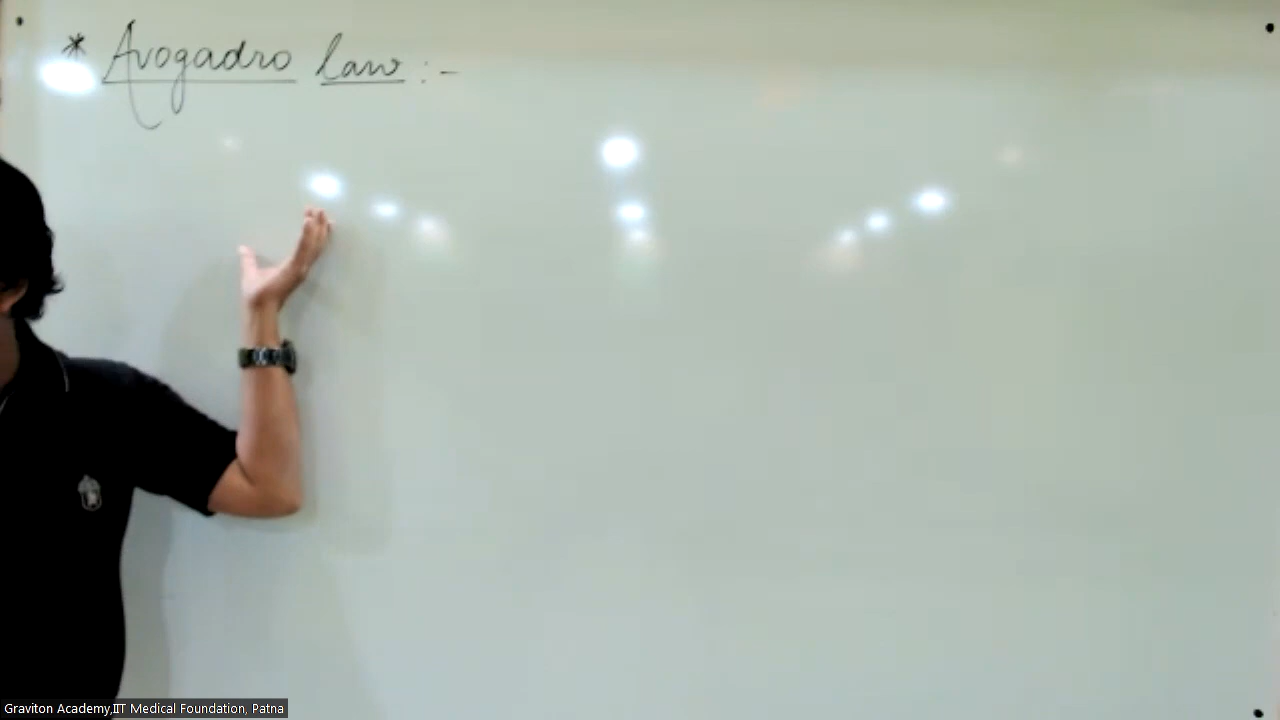 * Avogadro law :-
Graviton Academy,IIT Medical Foundation, Patna